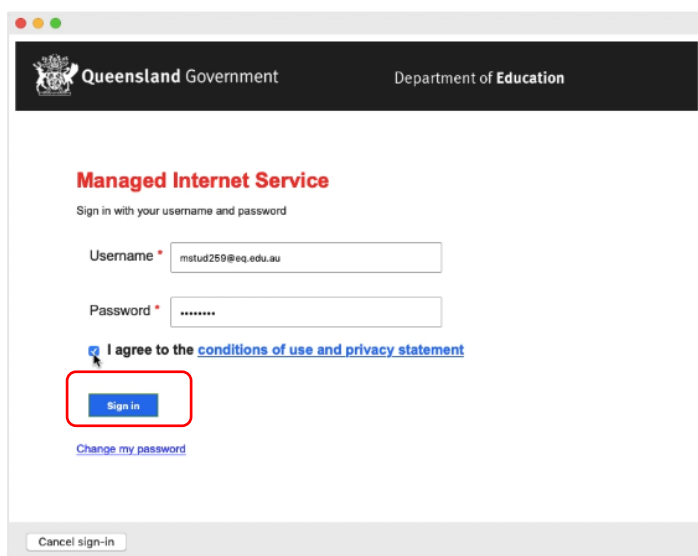 Queensland Government
Department of Education
Managed Internet Service
Sign in with your username and password
Username *
mstud259@eq.edu.au
Password *
••••••••
I agree to the conditions of use and privacy statement
Sign in
Change my password
Cancel sign-in